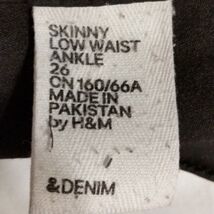 SKINNY
LOW WAIST
ANKLE
26
CN 160/66A
MADE IN
PAKISTAN
by H&M
&DENIM